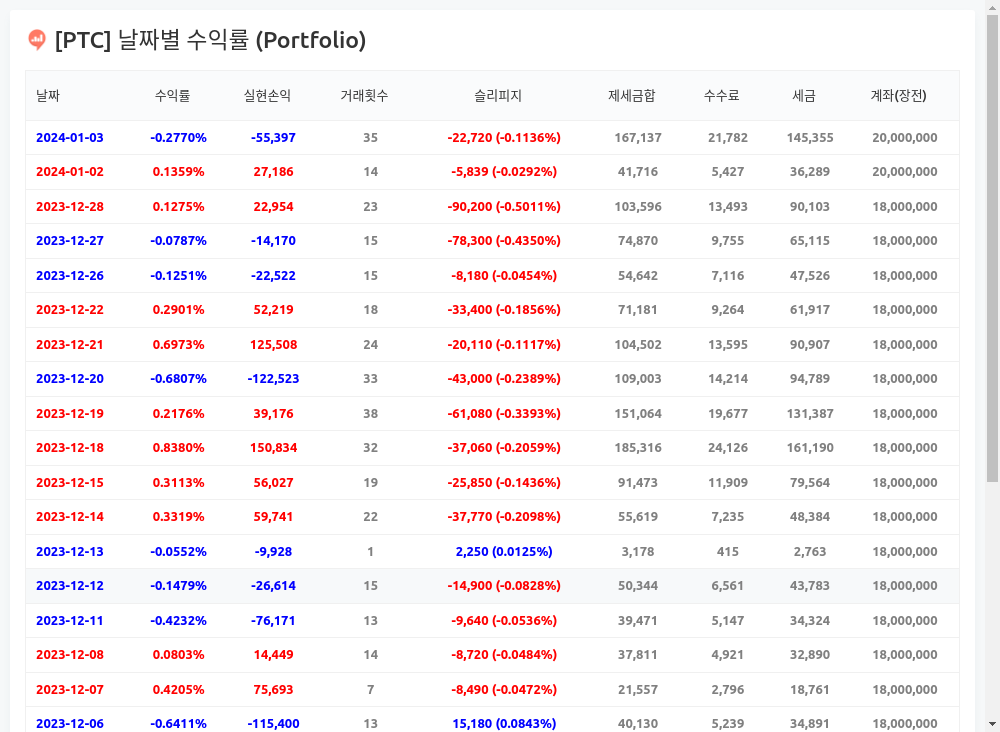 [PTC] 날짜별 수익률 (Portfolio)
날짜 수익률 실현손익 거래횟수 슬리피지 제세금합 수수료 세금 계좌(장전)
2024-01-03 -0.2770% -55,397 35 -22,720 (-0.1136%) 167,137 21,782 145,355 20,000,000
2024-01-02 0.1359% 27,186 14 -5,839 (-0.0292%) 41,716 5,427 36,289 20,000,000
2023-12-28 0.1275% 22,954 23 -90,200 (-0.5011%) 103,596 13,493 90,103 18,000,000
2023-12-27 -0.0787% -14,170 15 -78,300 (-0.4350%) 74,870 9,755 65,115 18,000,000
2023-12-26 -0.1251% -22,522 15 -8,180 (-0.0454%) 54,642 7,116 47,526 18,000,000
2023-12-22 0.2901% 52,219 18 -33,400 (-0.1856%) 71,181 9,264 61,917 18,000,000
2023-12-21 0.6973% 125,508 24 -20,110 (-0.1117%) 104,502 13,595 90,907 18,000,000
2023-12-20 -0.6807% -122,523 33 -43,000 (-0.2389%) 109,003 14,214 94,789 18,000,000
2023-12-19 0.2176% 39,176 38 -61,080 (-0.3393%) 151,064 19,677 131,387 18,000,000
2023-12-18 0.8380% 150,834 32 -37,060 (-0.2059%) 185,316 24,126 161,190 18,000,000
2023-12-15 0.3113% 56,027 19 -25,850 (-0.1436%) 91,473 11,909 79,564 18,000,000
2023-12-14 0.3319% 59,741 22 -37,770 (-0.2098%) 55,619 7,235 48,384 18,000,000
2023-12-13 -0.0552% -9,928 1 2,250 (0.0125%) 3,178 415 2,763 18,000,000
2023-12-12 -0.1479% -26,614 15 -14,900 (-0.0828%) 50,344 6,561 43,783 18,000,000
2023-12-11 -0.4232% -76,171 13 -9,640 (-0.0536%) 39,471 5,147 34,324 18,000,000
2023-12-08 0.0803% 14,449 14 -8,720 (-0.0484%) 37,811 4,921 32,890 18,000,000
2023-12-07 0.4205% 75,693 7 -8,490 (-0.0472%) 21,557 2,796 18,761 18,000,000
2023-12-06 -0.6411% -115,400 13 15,180 (0.0843%) 40,130 5,239 34,891 18,000,000